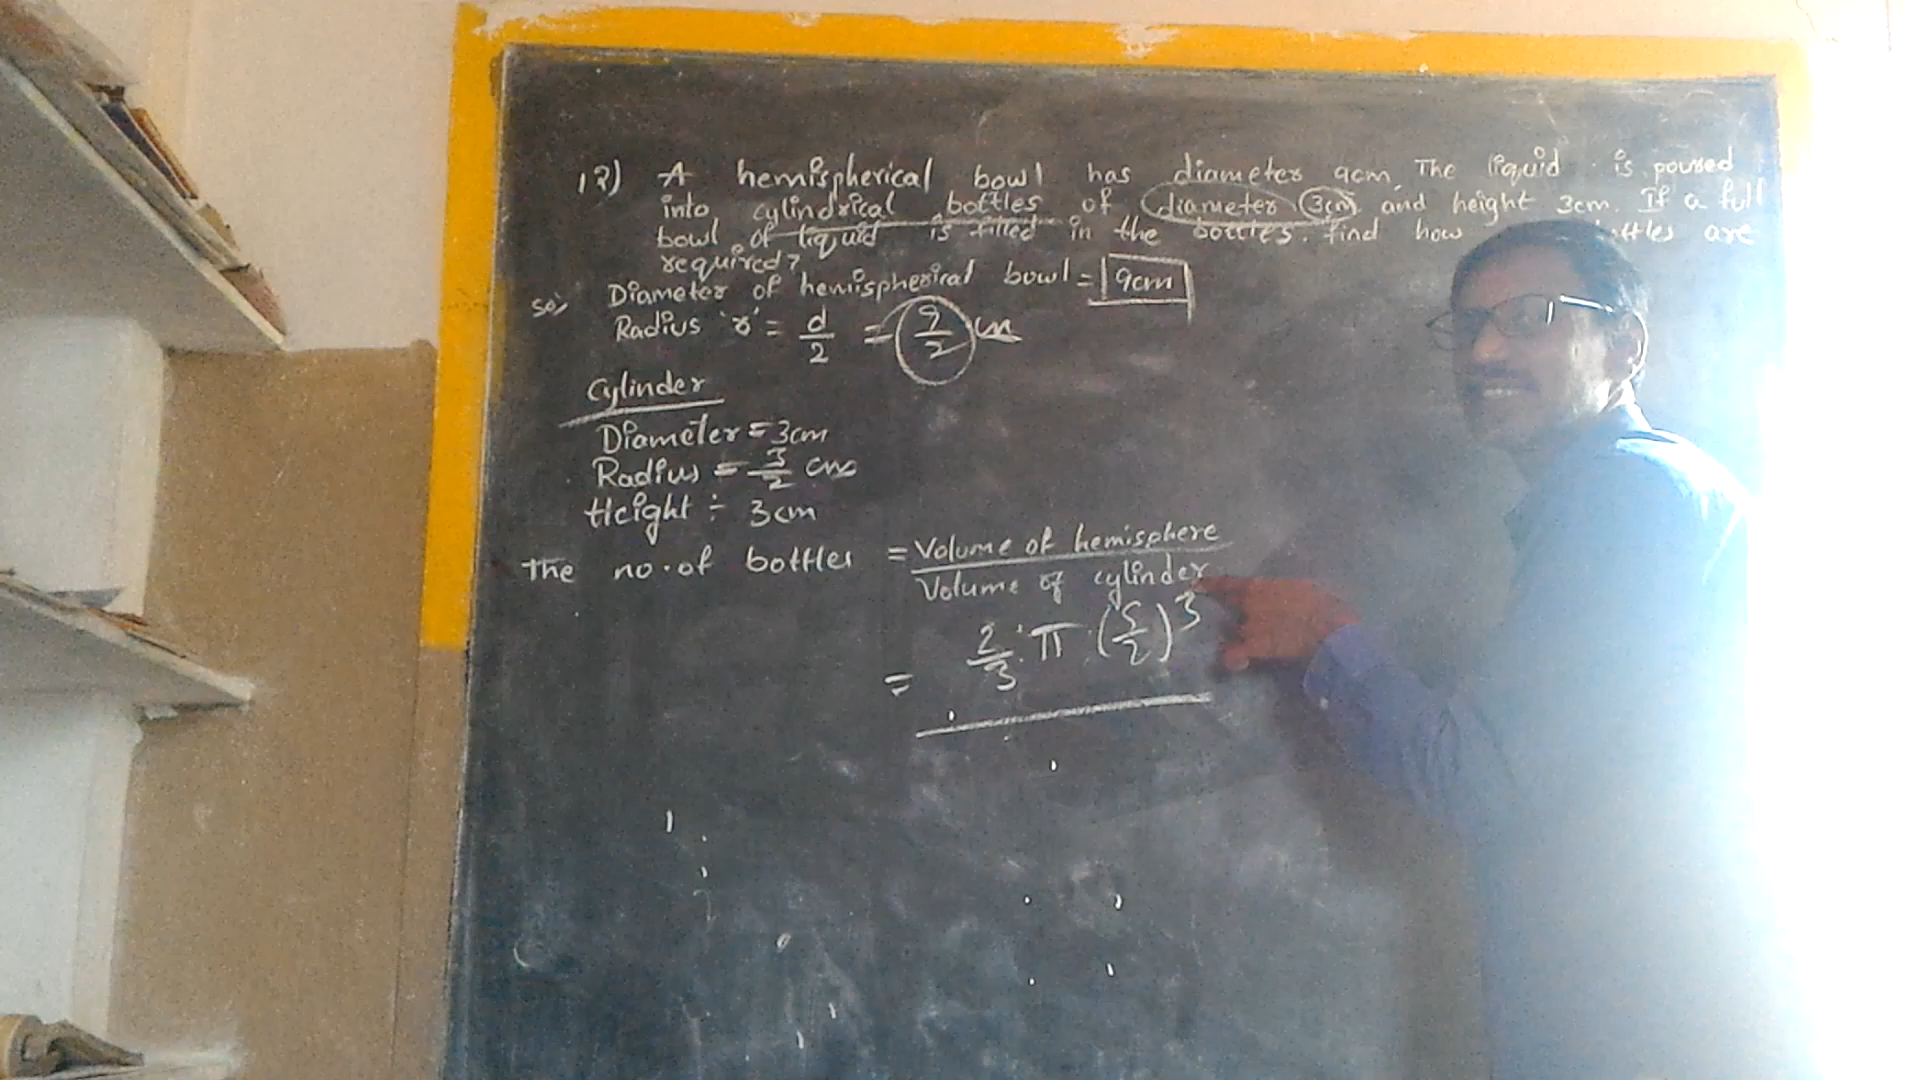 12) A hemispherical bowl has diameter 9cm. The liquid is poured
into cylindrical bottles of diameter 3cm and height 3cm. If a full
bowl of liquid is filled in the bottles. find how are
required?
Sol Diameter of hemispherical bowl = 9cm
Radius 'r' = d/2 = 9/2 cm
Cylinder
Diameter = 3cm
Radius = 3/2 cm
Height = 3cm
The no. of bottles = Volume of hemisphere / Volume of cylinder
= 2/3 . π . ( /2)^3